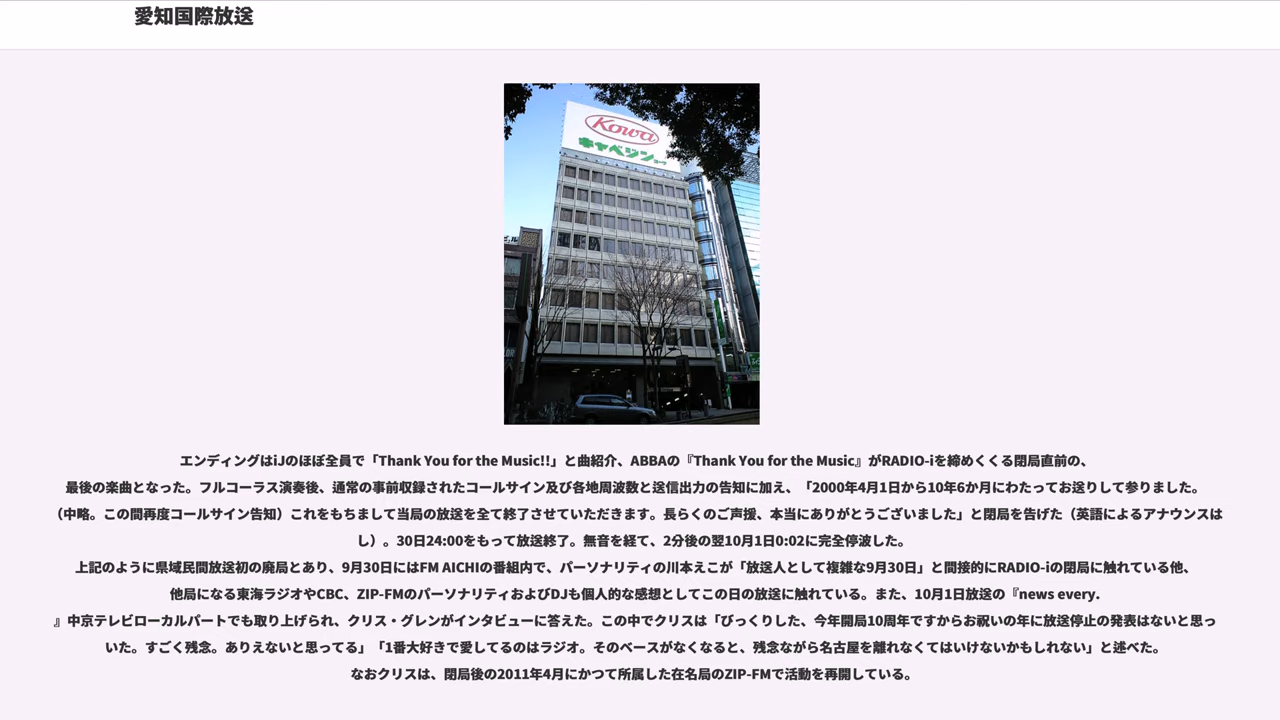 愛知国際放送
Kowa
キャベジン
コーワ
エンディングはiJのほぼ全員で「Thank You for the Music!!」と曲紹介、ABBAの『Thank You for the Music』がRADIO-iを締めくくる閉局直前の、
最後の楽曲となった。フルコーラス演奏後、通常の事前収録されたコールサイン及び各地周波数と送信出力の告知に加え、「2000年4月1日から10年6か月にわたってお送りして参りました。
（中略。この間再度コールサイン告知）これをもちまして当局の放送を全て終了させていただきます。長らくのご声援、本当にありがとうございました」と閉局を告げた（英語によるアナウンスは
し）。30日24:00をもって放送終了。無音を経て、2分後の翌10月1日0:02に完全停波した。
上記のように県域民間放送初の廃局とあり、9月30日にはFM AICHIの番組内で、パーソナリティの川本えこが「放送人として複雑な9月30日」と間接的にRADIO-iの閉局に触れている他、
他局になる東海ラジオやCBC、ZIP-FMのパーソナリティおよびDJも個人的な感想としてこの日の放送に触れている。また、10月1日放送の『news every.
』中京テレビローカルパートでも取り上げられ、クリス・グレンがインタビューに答えた。この中でクリスは「びっくりした、今年開局10周年ですからお祝いの年に放送停止の発表はないと思っ
いた。すごく残念。ありえないと思ってる」「1番大好きで愛してるのはラジオ。そのベースがなくなると、残念ながら名古屋を離れなくてはいけないかもしれない」と述べた。
なおクリスは、閉局後の2011年4月にかつて所属した在名局のZIP-FMで活動を再開している。